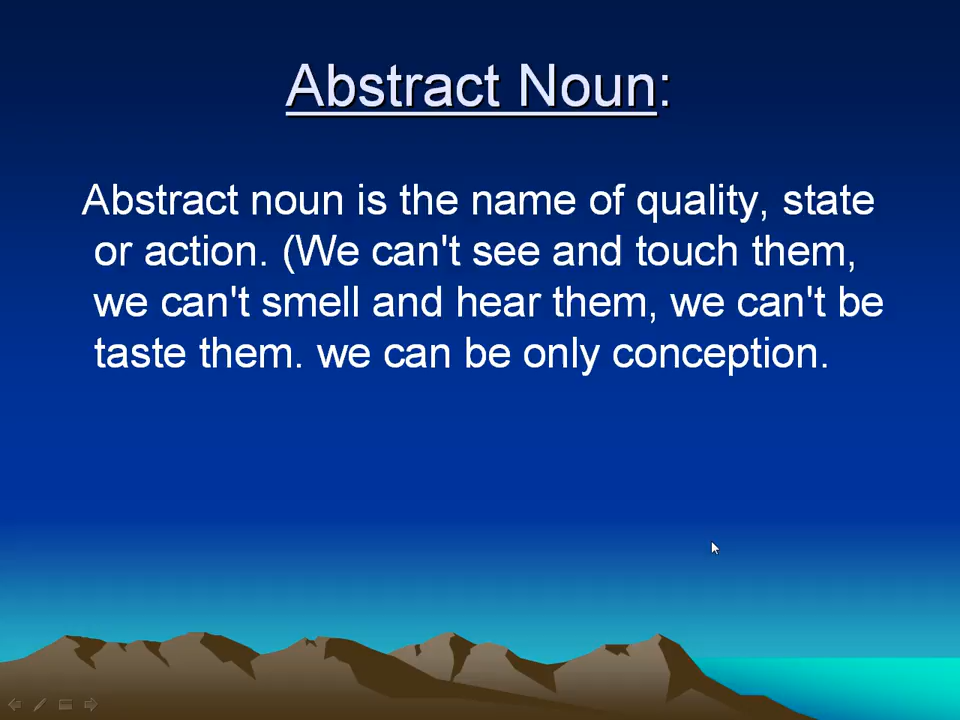 Abstract Noun:
Abstract noun is the name of quality, state
or action. (We can't see and touch them,
we can't smell and hear them, we can't be
taste them. we can be only conception.